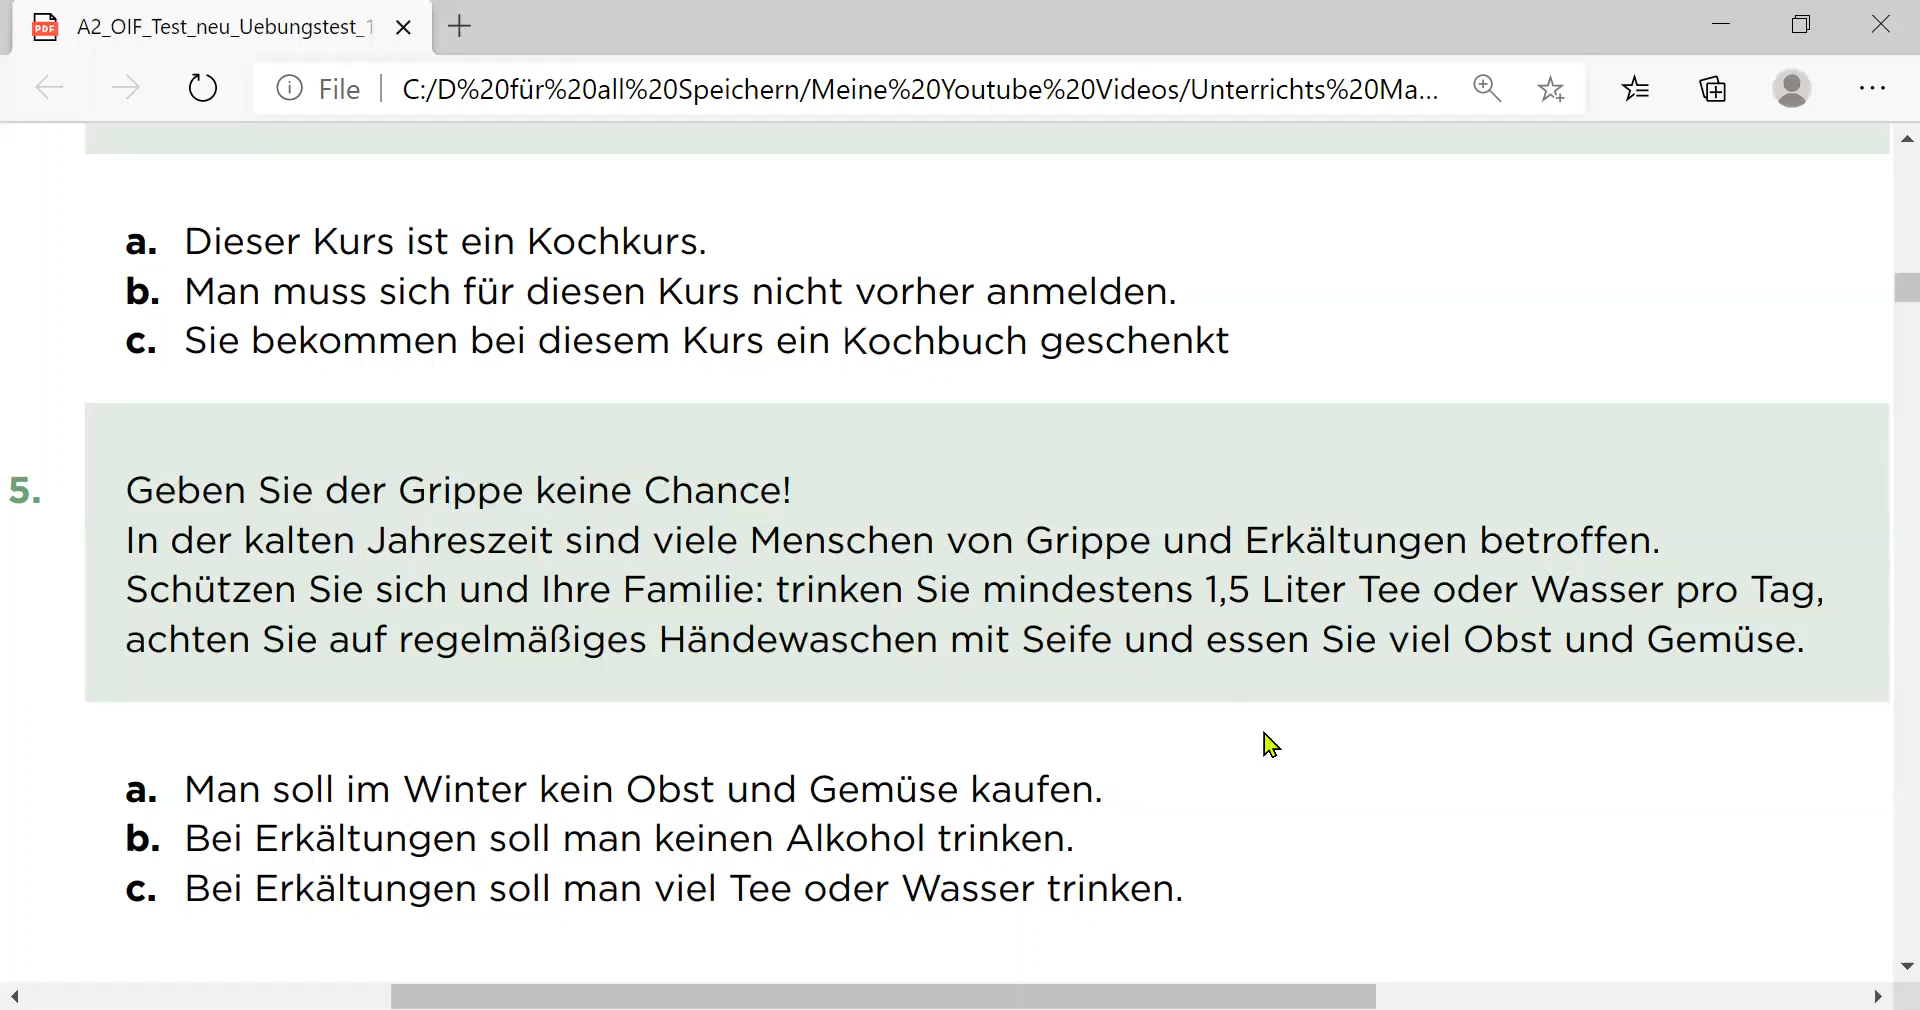 A2_OIF_Test_neu_Uebungstest_1
File
C:/D%20für%20all%20Speichern/Meine%20Youtube%20Videos/Unterrichts%20Ma...
a. Dieser Kurs ist ein Kochkurs.
b. Man muss sich für diesen Kurs nicht vorher anmelden.
c. Sie bekommen bei diesem Kurs ein Kochbuch geschenkt
5.
Geben Sie der Grippe keine Chance!
In der kalten Jahreszeit sind viele Menschen von Grippe und Erkältungen betroffen.
Schützen Sie sich und Ihre Familie: trinken Sie mindestens 1,5 Liter Tee oder Wasser pro Tag,
achten Sie auf regelmäßiges Händewaschen mit Seife und essen Sie viel Obst und Gemüse.
a. Man soll im Winter kein Obst und Gemüse kaufen.
b. Bei Erkältungen soll man keinen Alkohol trinken.
c. Bei Erkältungen soll man viel Tee oder Wasser trinken.